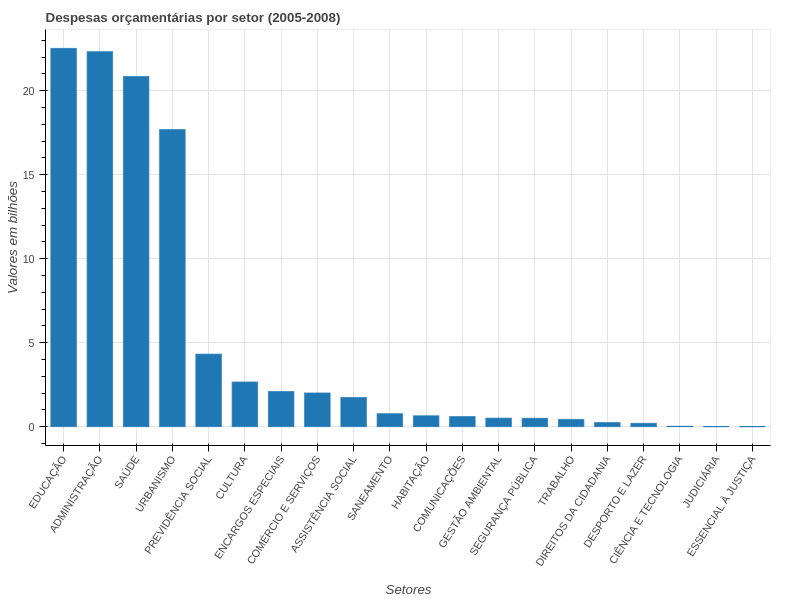 Despesas orçamentárias por setor (2005-2008)
Valores em bilhões
20
15
10
5
0
EDUCAÇÃO
ADMINISTRAÇÃO
SAÚDE
URBANISMO
PREVIDÊNCIA SOCIAL
CULTURA
ENCARGOS ESPECIAIS
COMÉRCIO E SERVIÇOS
ASSISTÊNCIA SOCIAL
SANEAMENTO
HABITAÇÃO
COMUNICAÇÕES
GESTÃO AMBIENTAL
SEGURANÇA PÚBLICA
TRABALHO
DIREITOS DA CIDADANIA
DESPORTO E LAZER
CIÊNCIA E TECNOLOGIA
JUDICIÁRIA
ESSENCIAL À JUSTIÇA
Setores